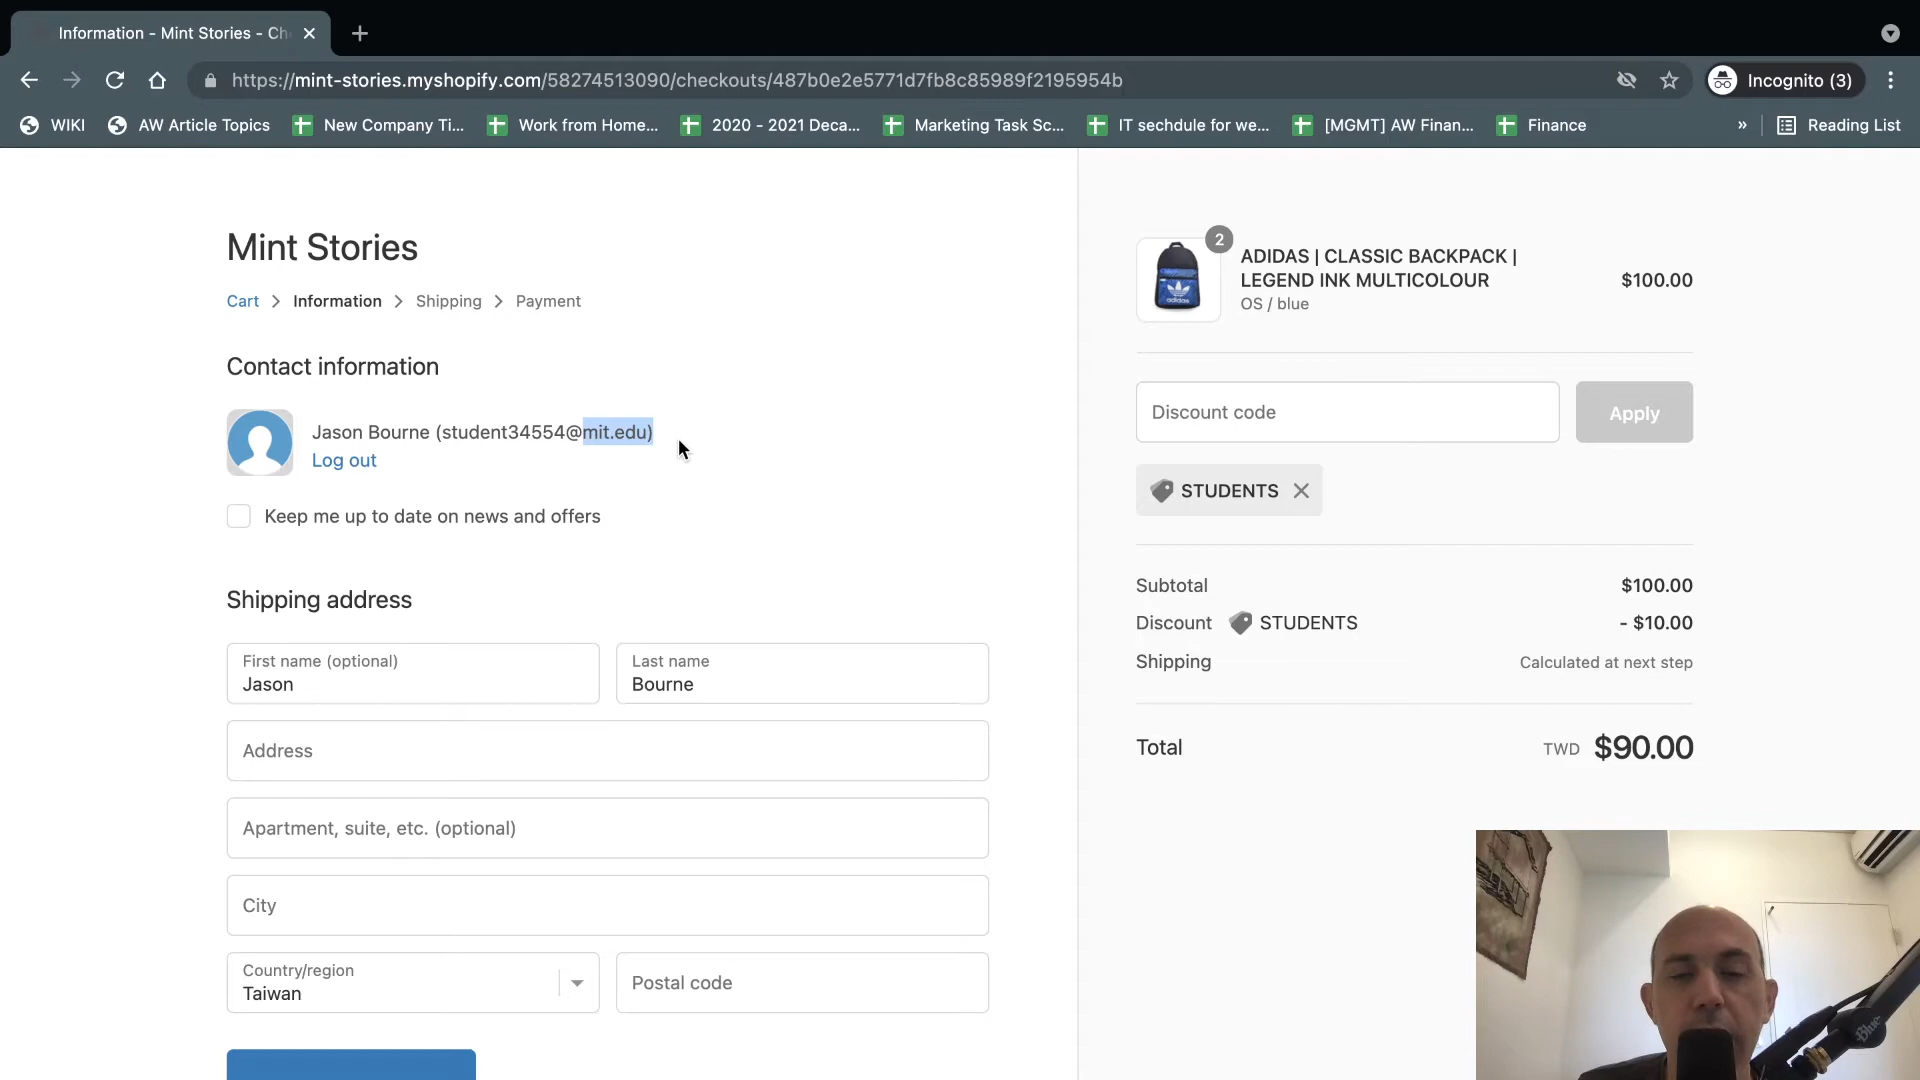 Information - Mint Stories - Ch
https://mint-stories.myshopify.com/58274513090/checkouts/487b0e2e5771d7fb8c85989f2195954b
Incognito (3)
WIKI
AW Article Topics
New Company Ti...
Work from Home...
2020 - 2021 Deca...
Marketing Task Sc...
IT sechdule for we...
[MGMT] AW Finan...
Finance
»
Reading List
Mint Stories
Cart > Information > Shipping > Payment
Contact information
Jason Bourne (student34554@mit.edu)
Log out
Keep me up to date on news and offers
Shipping address
First name (optional)
Jason
Last name
Bourne
Address
Apartment, suite, etc. (optional)
City
Country/region
Taiwan
Postal code
2
ADIDAS | CLASSIC BACKPACK |
LEGEND INK MULTICOLOUR
OS / blue
$100.00
adidas
Discount code
Apply
STUDENTS
Subtotal $100.00
Discount STUDENTS - $10.00
Shipping Calculated at next step
Total TWD $90.00
Blue